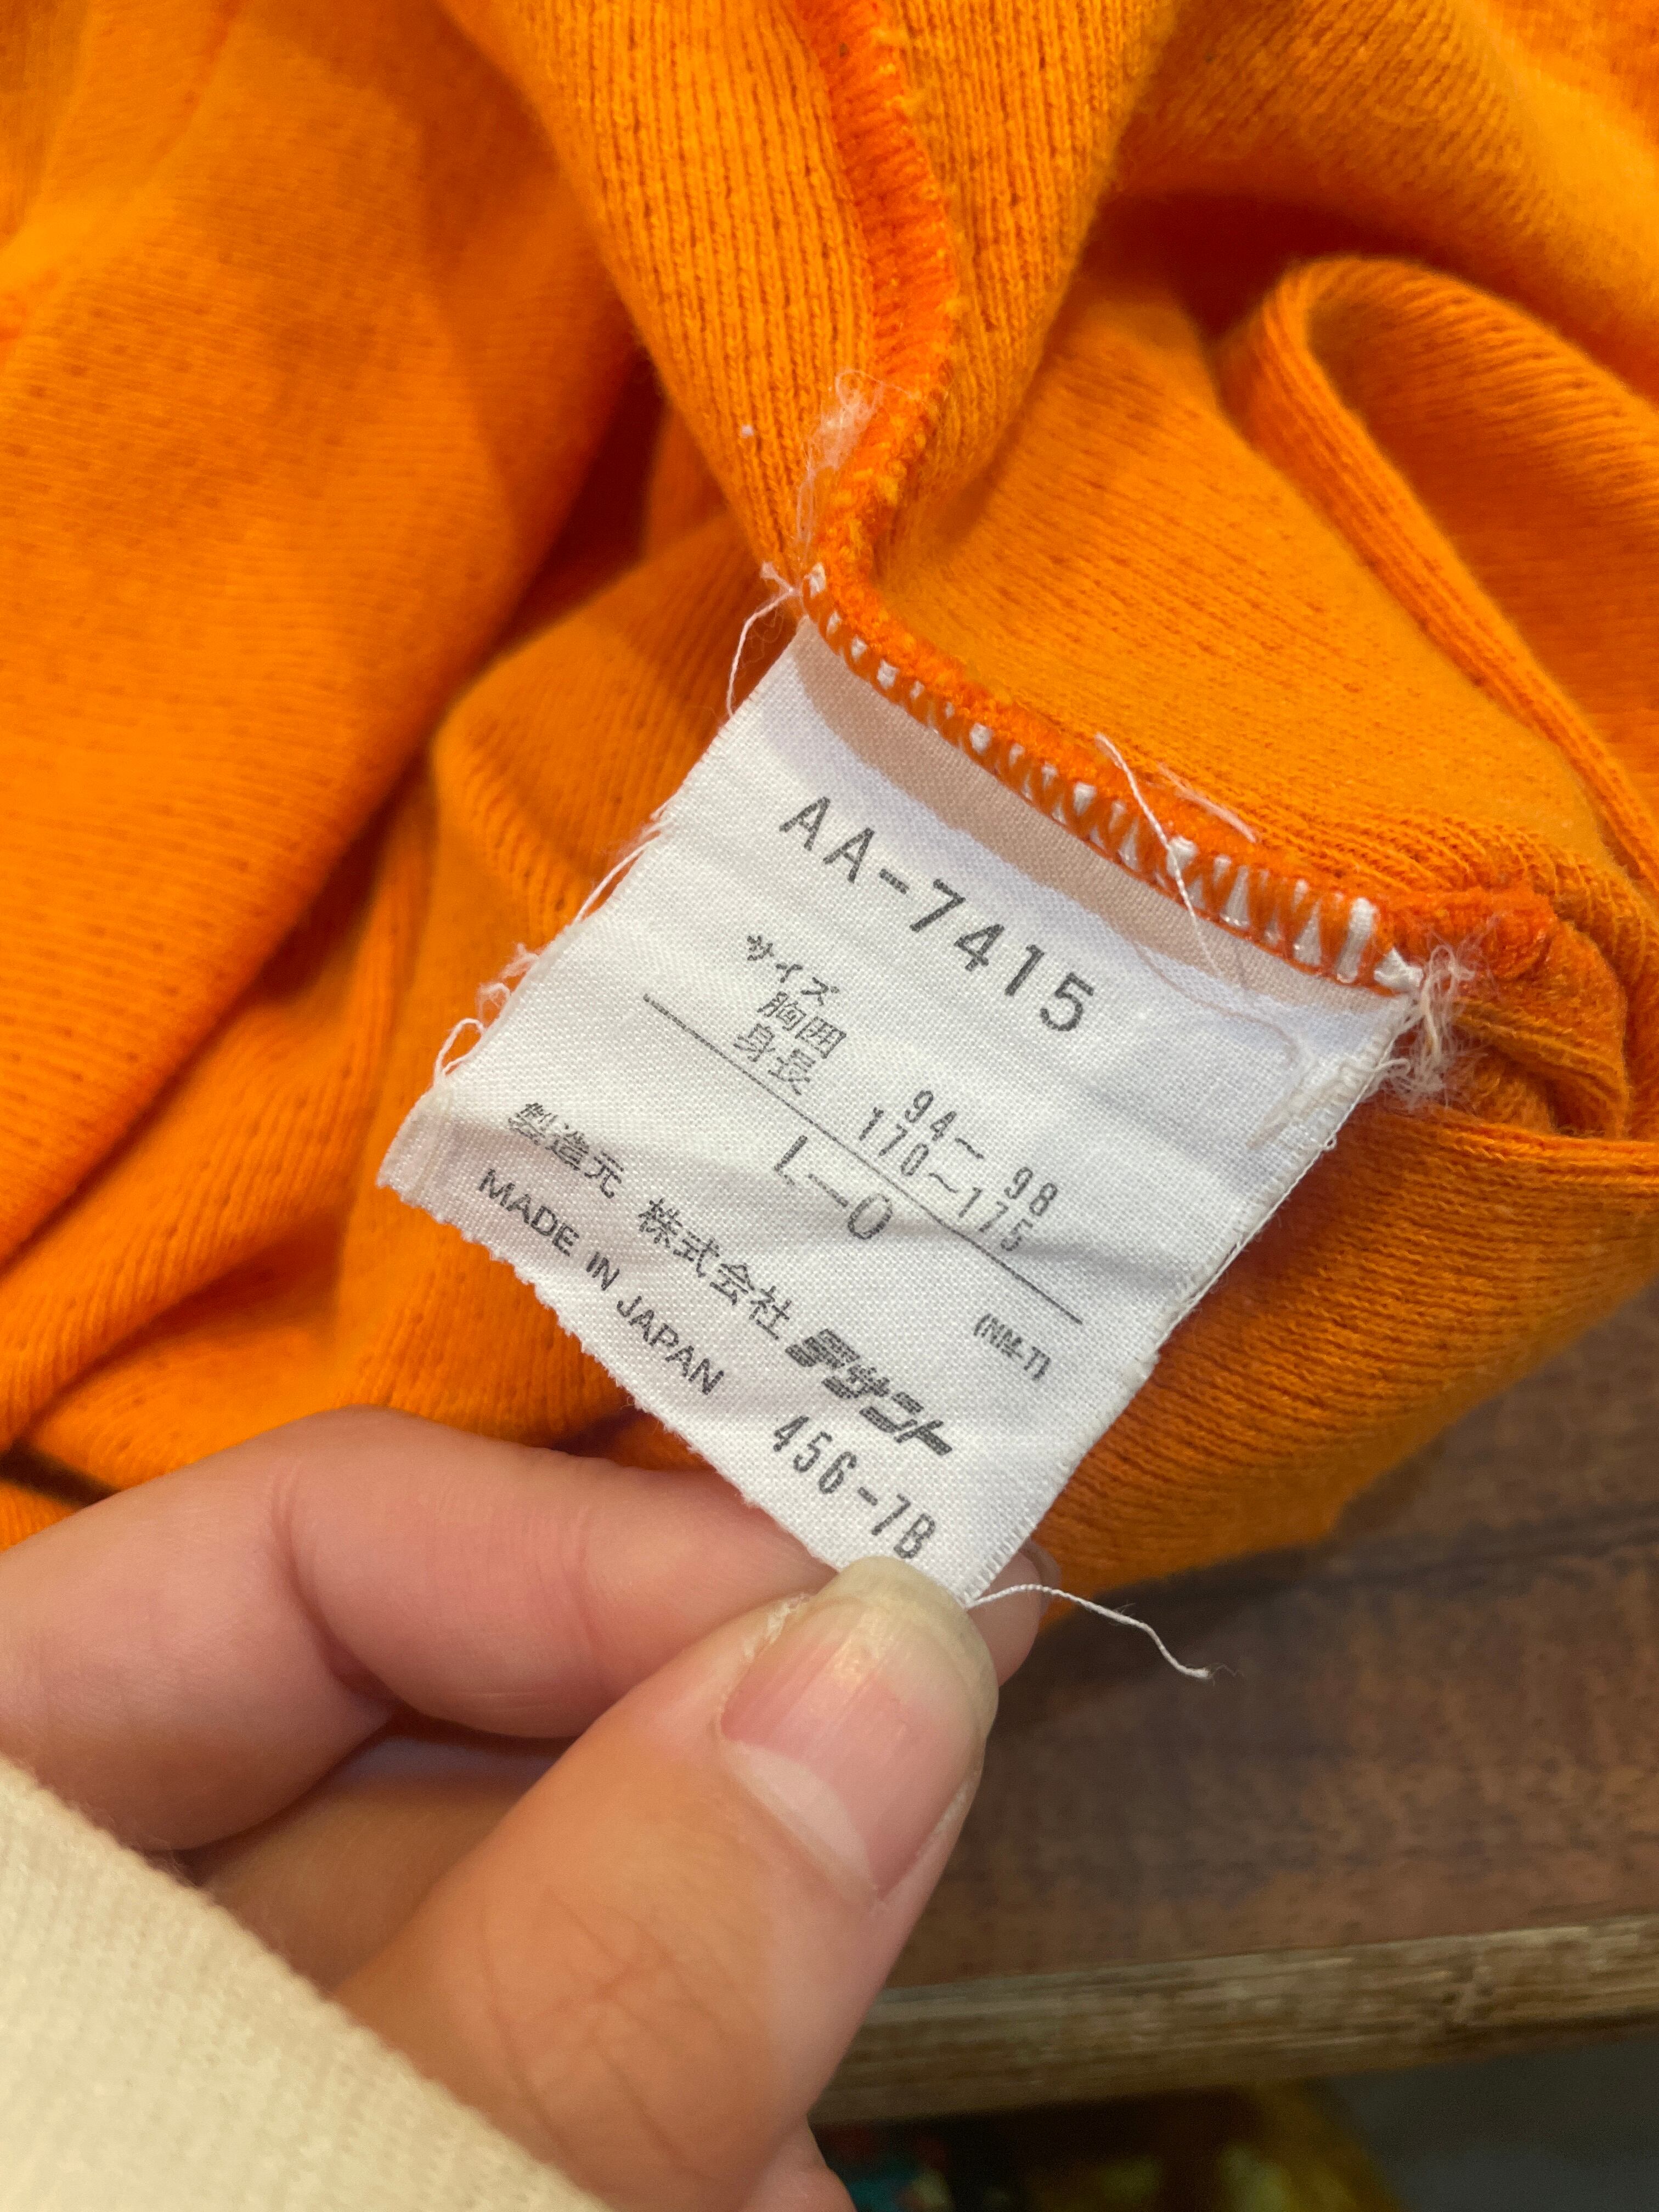 AA-7415
サイズ
胸囲 94〜98
身長 170〜175
L-O
(NM-T)
製造元 株式会社デサント
MADE IN JAPAN 456-7B